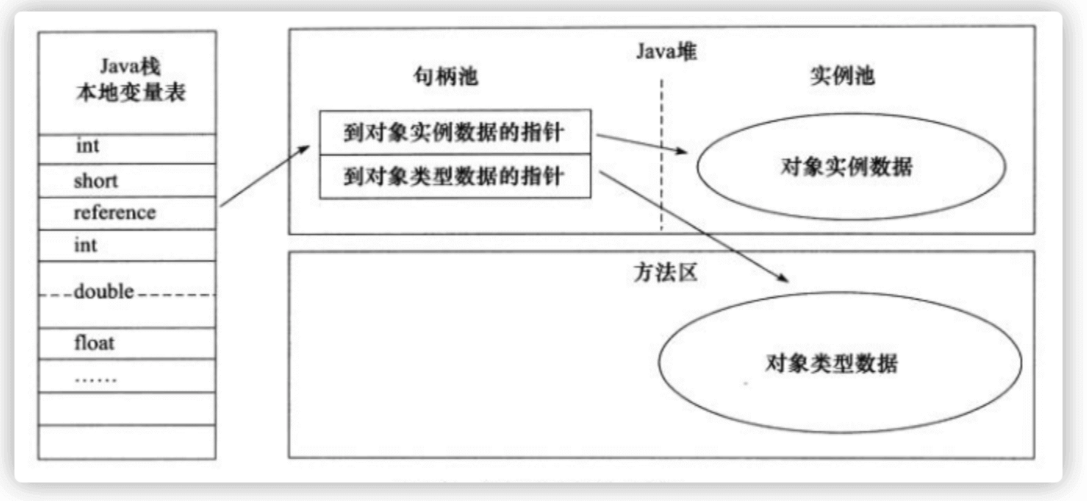 Java栈
本地变量表
int
short
reference
int
double
float
……
Java堆
句柄池
实例池
到对象实例数据的指针
到对象类型数据的指针
对象实例数据
方法区
对象类型数据